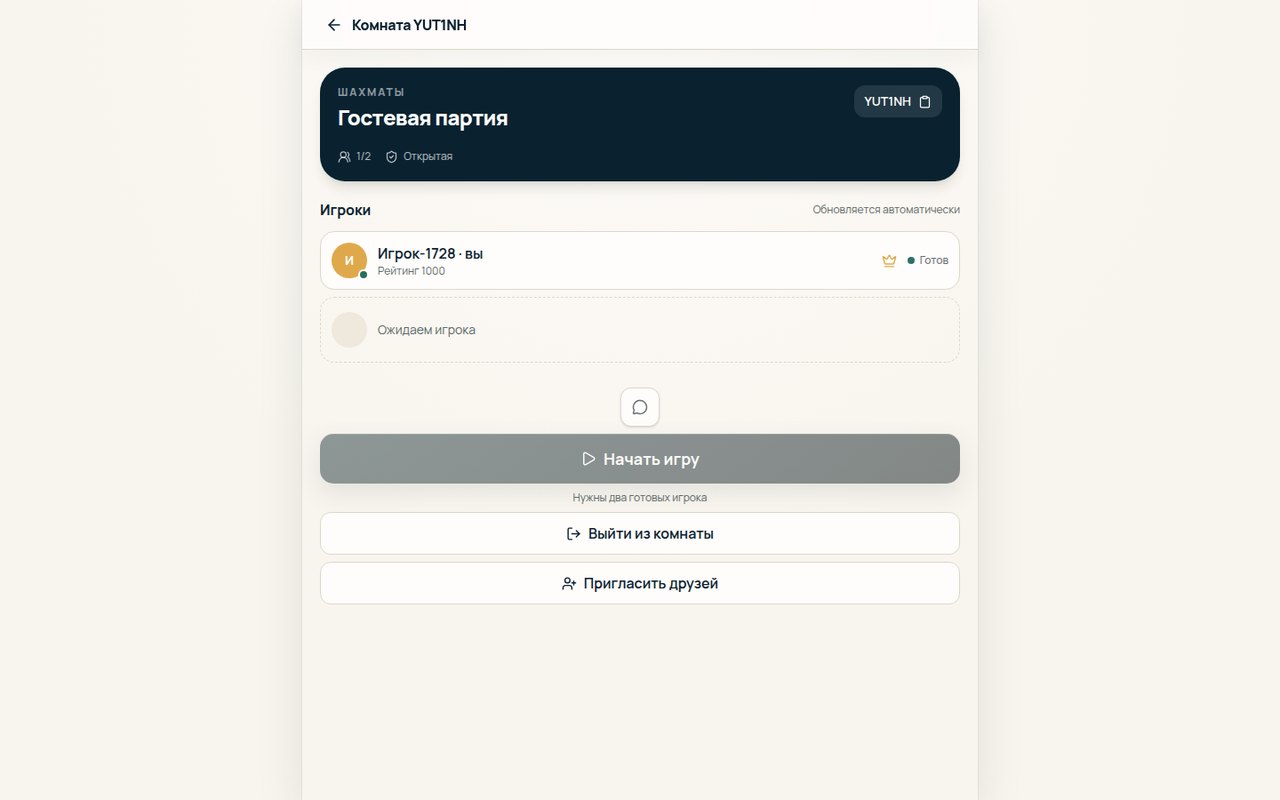 Комната YUT1NH
ШАХМАТЫ
Гостевая партия
YUT1NH
1/2
Открытая
Игроки
Обновляется автоматически
И
Игрок-1728 · вы
Рейтинг 1000
Готов
Ожидаем игрока
Начать игру
Нужны два готовых игрока
Выйти из комнаты
Пригласить друзей